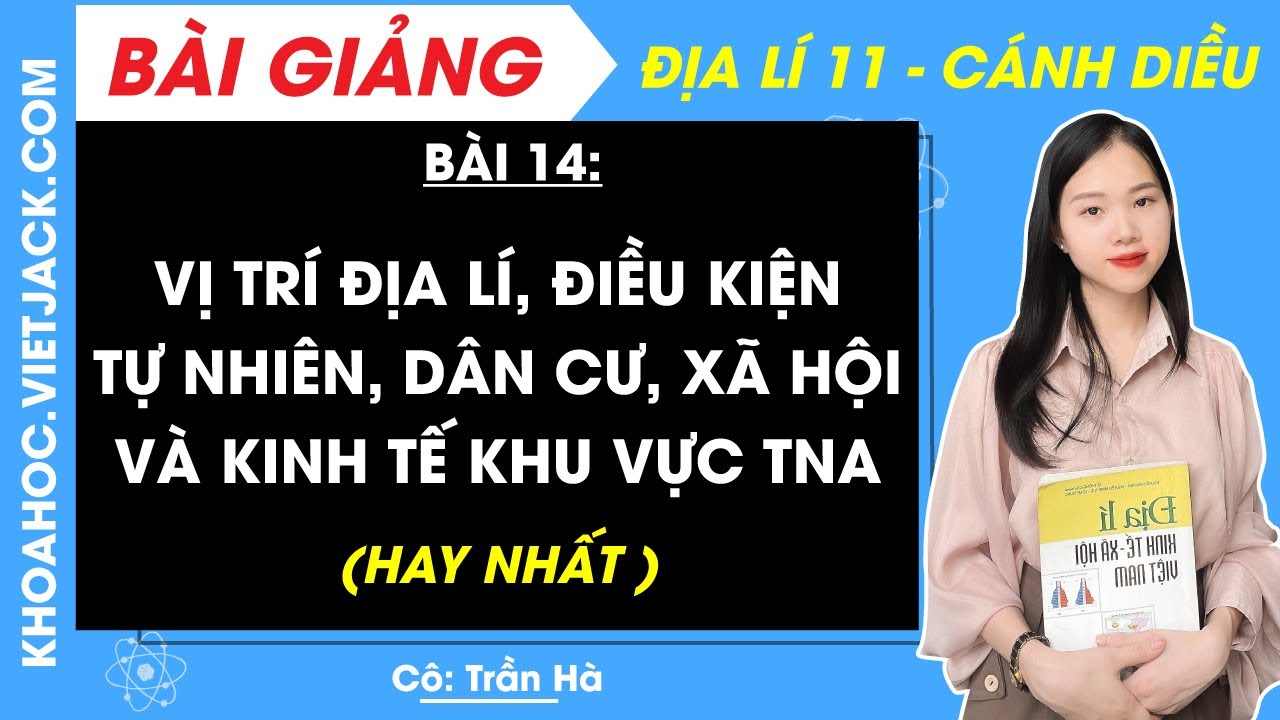 BÀI GIẢNG
ĐỊA LÍ 11 - CÁNH DIỀU
KHOAHOC.VIETJACK.COM
BÀI 14:
VỊ TRÍ ĐỊA LÍ, ĐIỀU KIỆN
TỰ NHIÊN, DÂN CƯ, XÃ HỘI
VÀ KINH TẾ KHU VỰC TNA
(HAY NHẤT )
Địa lí
KINH TẾ-XÃ HỘI
VIỆT NAM
Cô: Trần Hà